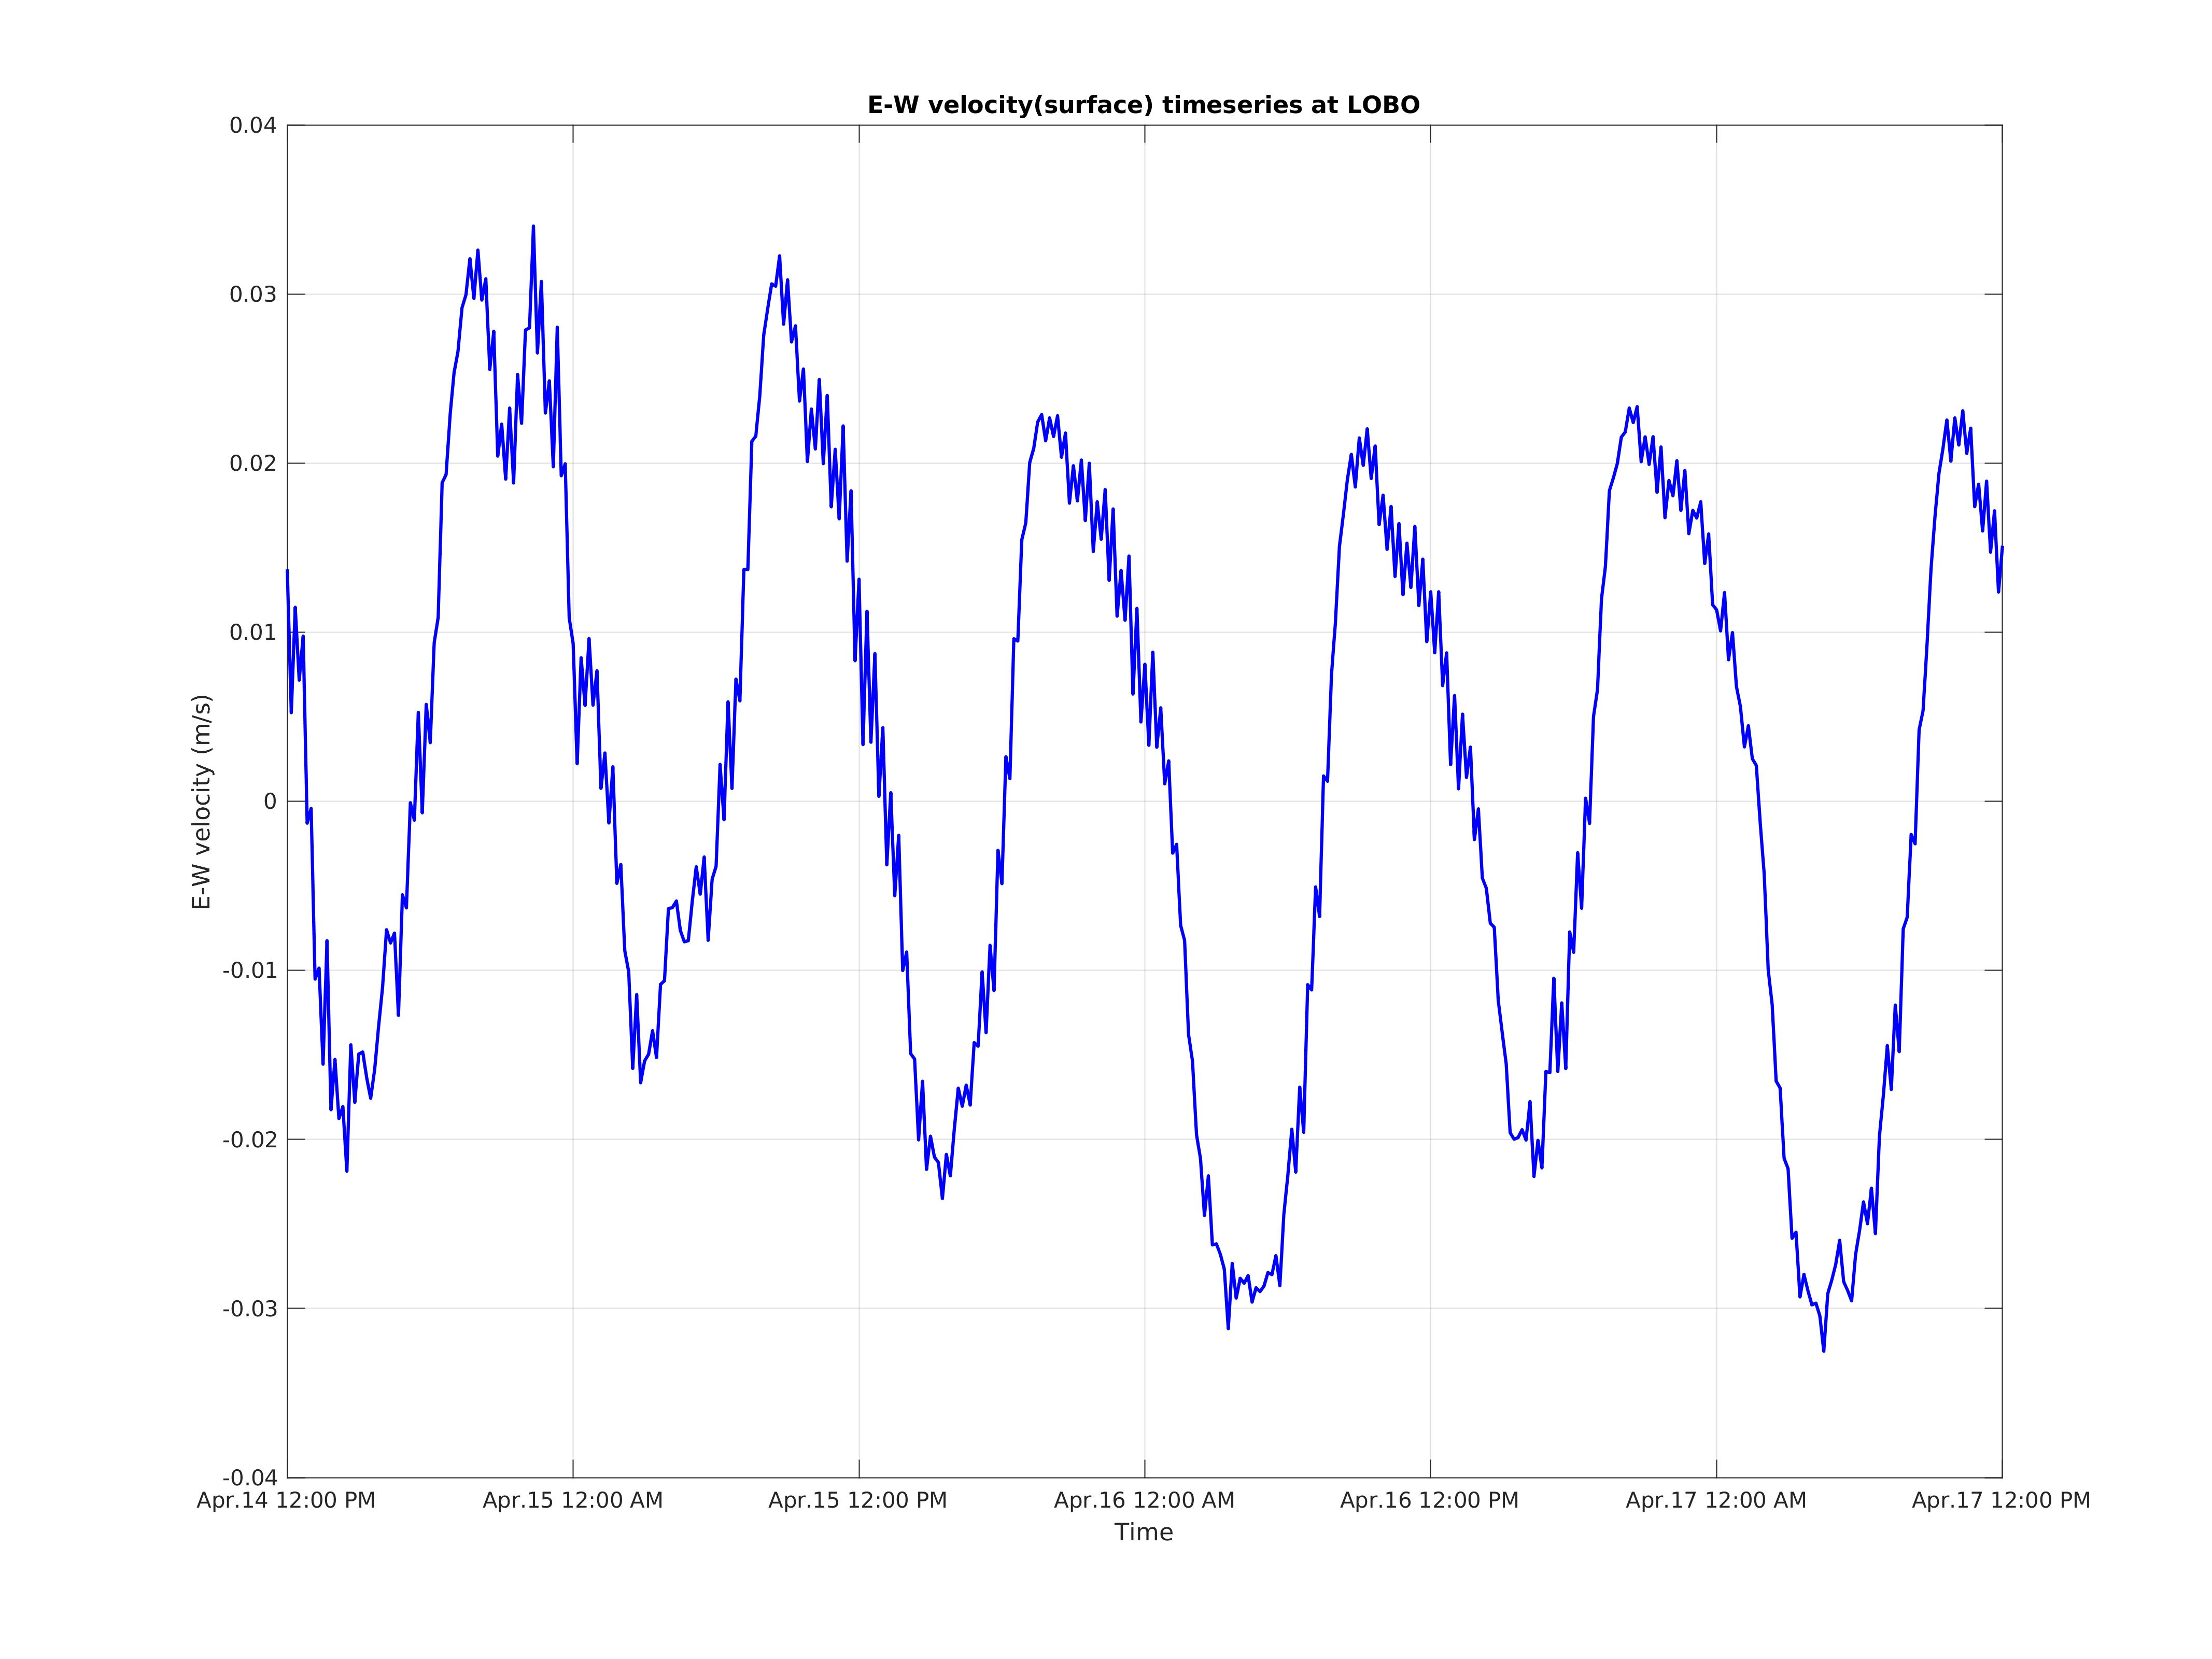 E-W velocity(surface) timeseries at LOBO
0.04
0.03
0.02
0.01
0
-0.01
-0.02
-0.03
-0.04
E-W velocity (m/s)
Apr.14 12:00 PM
Apr.15 12:00 AM
Apr.15 12:00 PM
Apr.16 12:00 AM
Apr.16 12:00 PM
Apr.17 12:00 AM
Apr.17 12:00 PM
Time